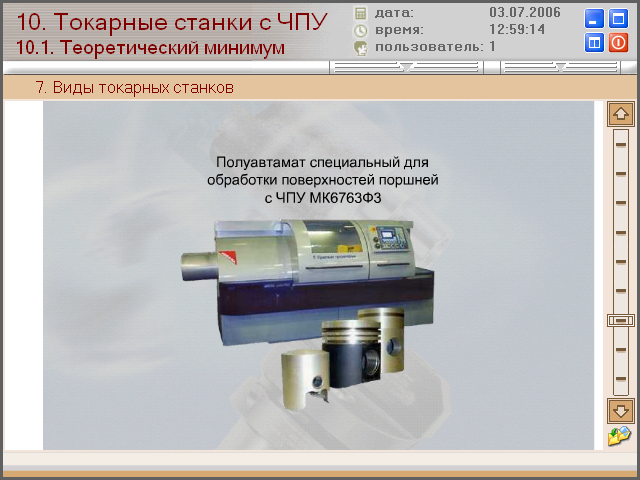 10. Токарные станки с ЧПУ
10.1. Теоретический минимум
дата: 03.07.2006
время: 12:59:14
пользователь: 1
7. Виды токарных станков
Полуавтомат специальный для
обработки поверхностей поршней
с ЧПУ МК6763Ф3